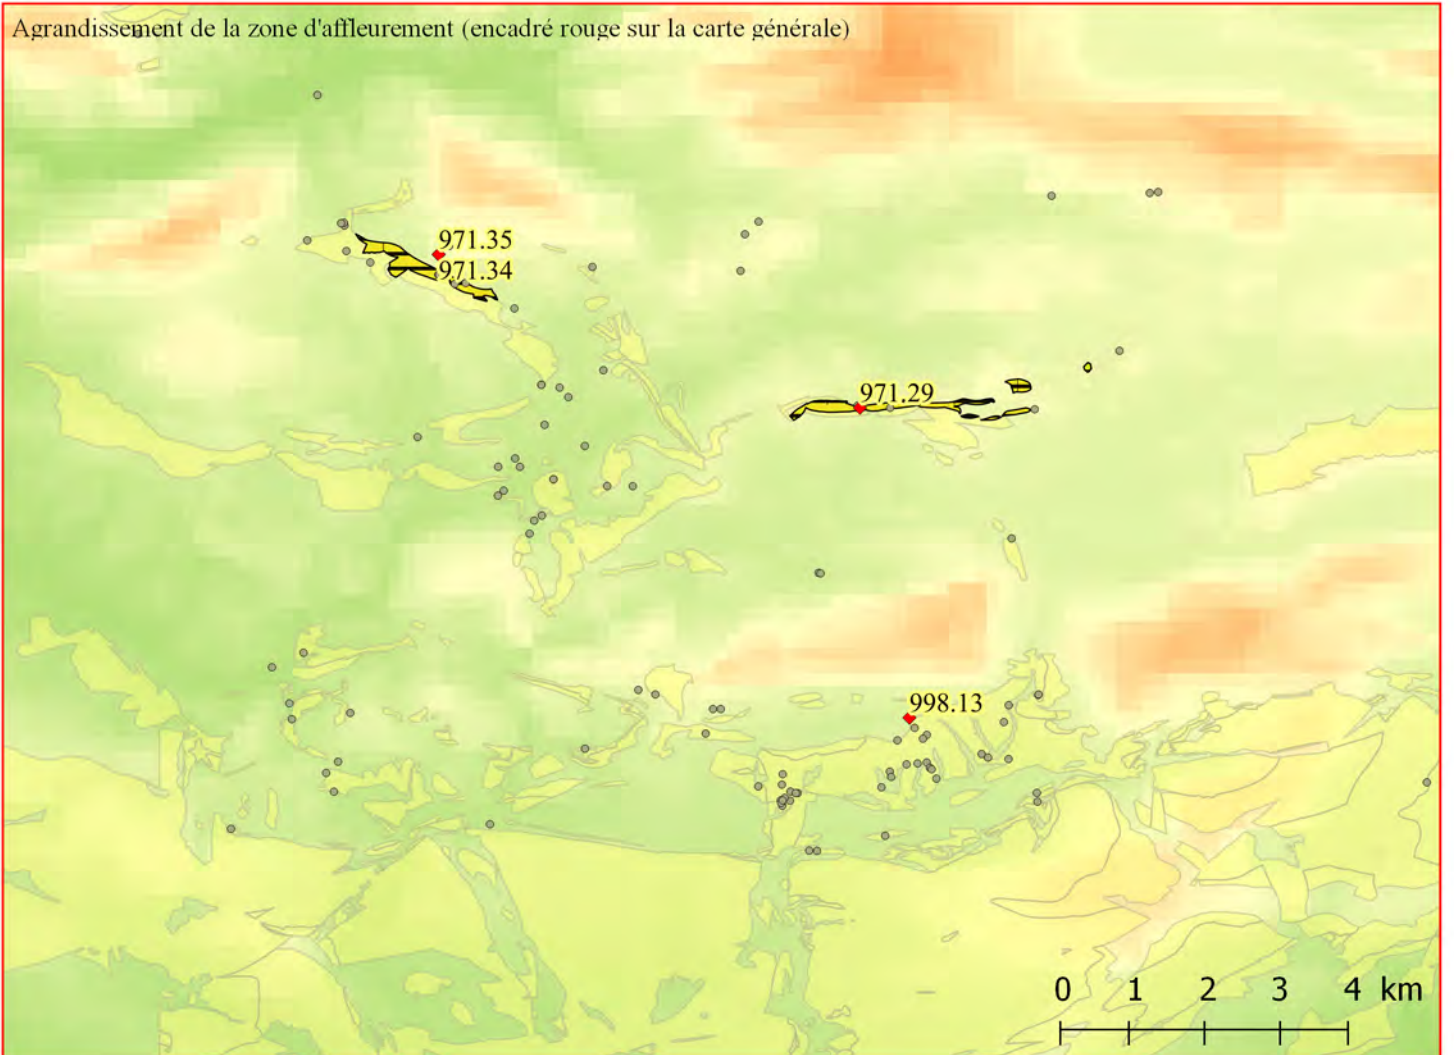 Agrandissement de la zone d'affleurement (encadré rouge sur la carte générale)
971.35
971.34
971.29
998.13
0 1 2 3 4 km